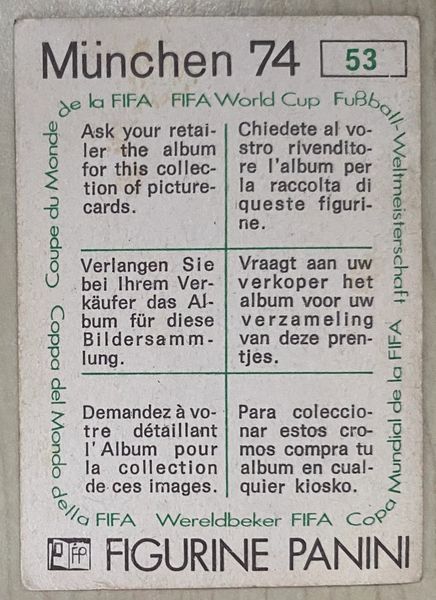 München 74
53
Coupe du Monde de la FIFA
FIFA World Cup
Fußball-Weltmeisterschaft
Ask your retai-
ler the album
for this collec-
tion of picture-
cards.
Chiedete al vo-
stro rivendito-
re l'album per
la raccolta di
queste figuri-
ne.
Verlangen Sie
bei Ihrem Ver-
käufer das Al-
bum für diese
Bildersamm-
lung.
Vraagt aan uw
verkoper het
album voor uw
verzameling
van deze pren-
tjes.
Demandez à vo-
tre détaillant
l'Album pour
la collection
de ces images.
Para coleccio-
nar estos cro-
mos compra tu
album en cual-
quier kiosko.
Coppa del Mondo della FIFA
Wereldbeker FIFA
Copa Mundial de la FIFA
FP FIGURINE PANINI